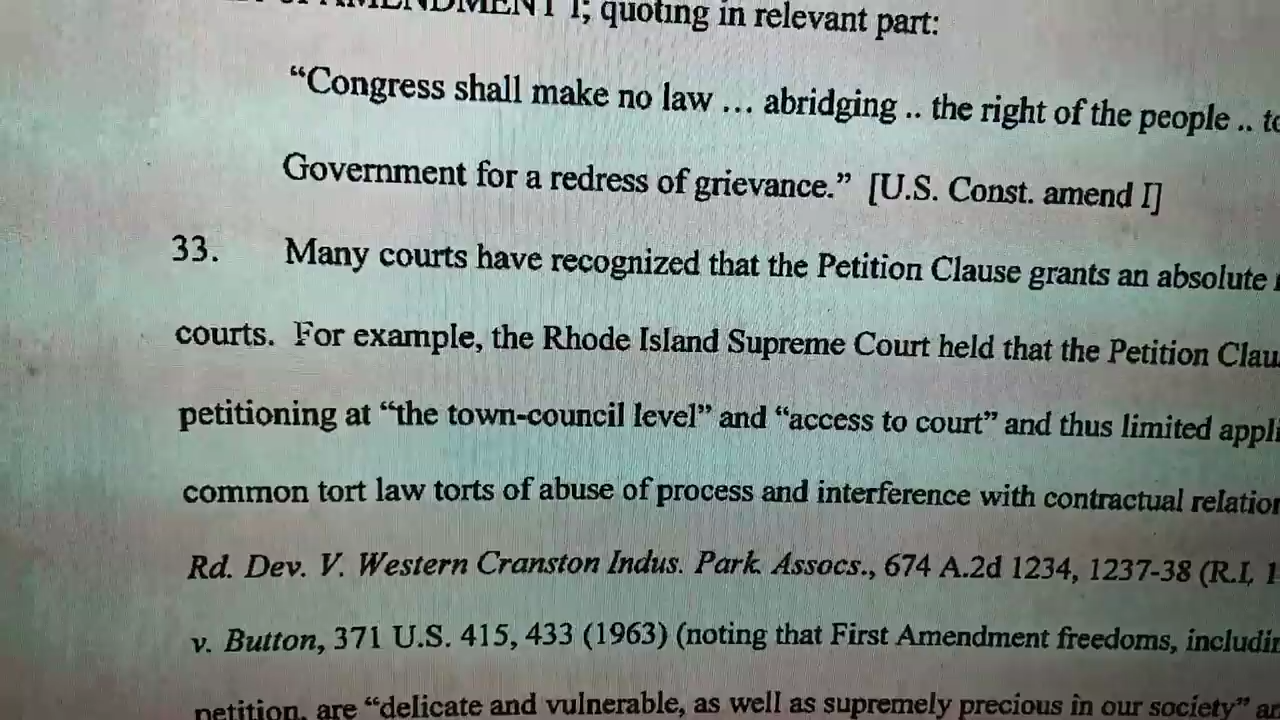 AMENDMENT I; quoting in relevant part:
“Congress shall make no law ... abridging .. the right of the people ..
Government for a redress of grievance.” [U.S. Const. amend I]
33. Many courts have recognized that the Petition Clause grants an absolute
courts. For example, the Rhode Island Supreme Court held that the Petition
petitioning at “the town-council level” and “access to court” and thus limited
common tort law torts of abuse of process and interference with contractual
Rd. Dev. V. Western Cranston Indus. Park Assocs., 674 A.2d 1234, 1237-38 (R.I,
v. Button, 371 U.S. 415, 433 (1963) (noting that First Amendment freedoms,
petition, are “delicate and vulnerable, as well as supremely precious in our society”